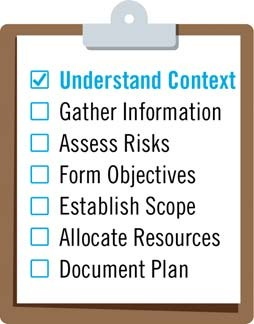 Understand Context
Gather Information
Assess Risks
Form Objectives
Establish Scope
Allocate Resources
Document Plan